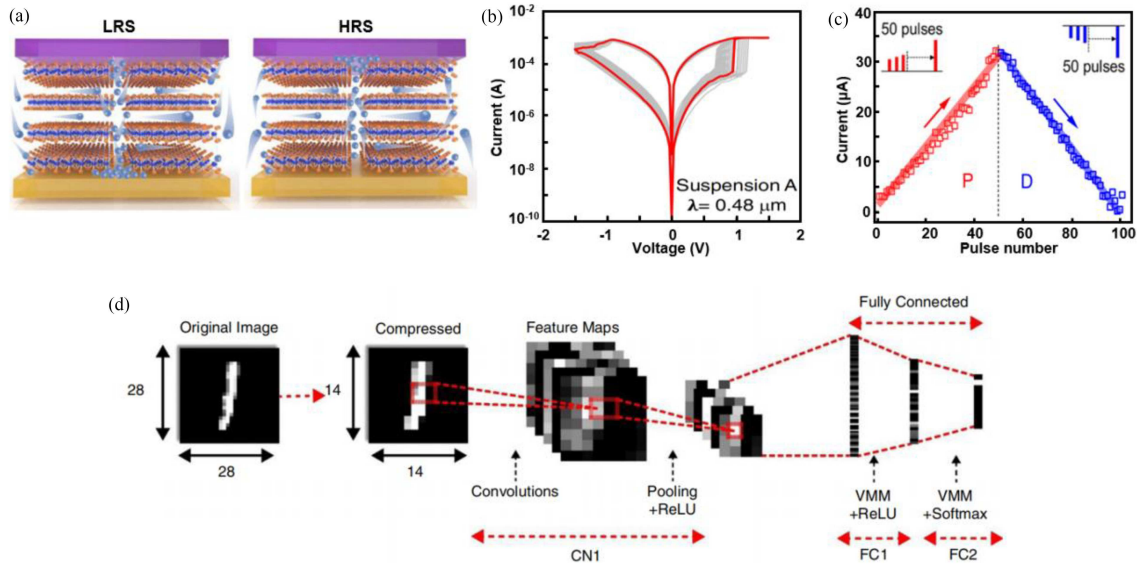 (a)
LRS
HRS
(b)
Current (A)
10⁻²
10⁻⁴
10⁻⁶
10⁻⁸
10⁻¹⁰
-2
-1
0
1
2
Voltage (V)
Suspension A
λ= 0.48 μm
(c)
Current (μA)
40
30
20
10
0
0
20
40
60
80
100
Pulse number
50 pulses
50 pulses
P
D
(d)
Original Image
28
28
Compressed
14
14
Feature Maps
Convolutions
Pooling
+ReLU
CN1
Fully Connected
VMM
+ReLU
VMM
+Softmax
FC1
FC2